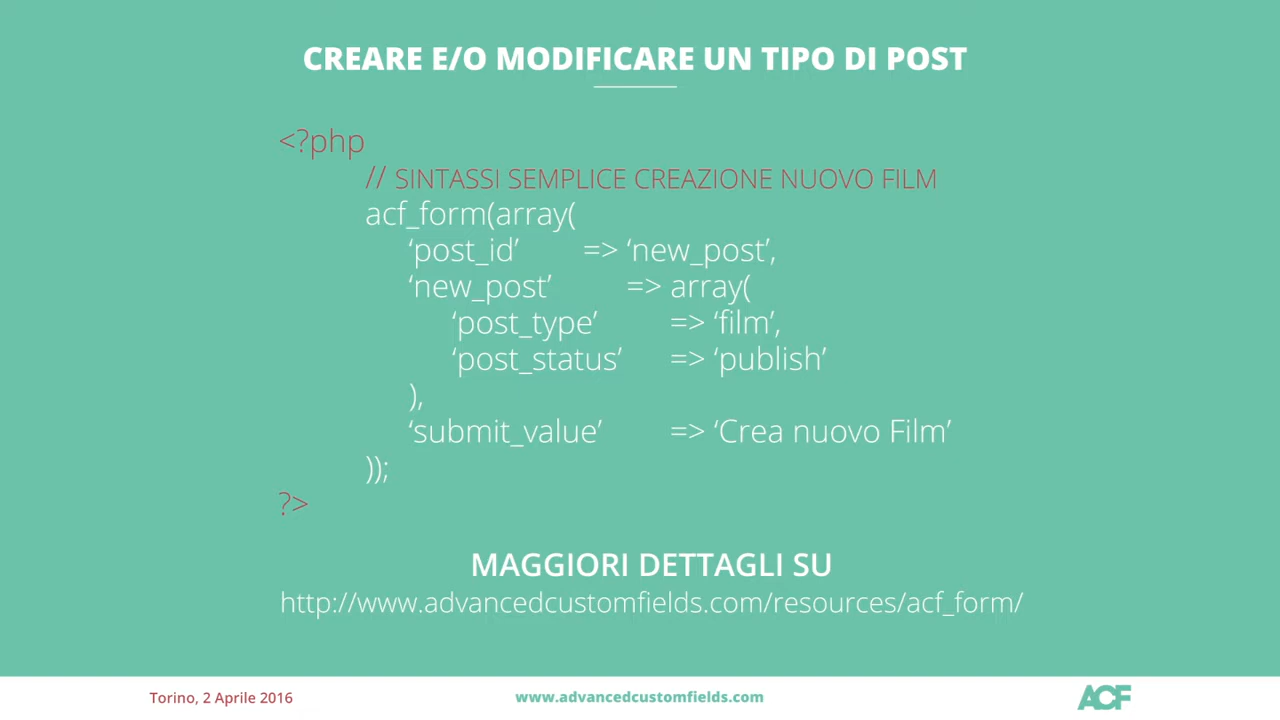 CREARE E/O MODIFICARE UN TIPO DI POST
<?php
// SINTASSI SEMPLICE CREAZIONE NUOVO FILM
acf_form(array(
‘post_id’ => ‘new_post’,
‘new_post’ => array(
‘post_type’ => ‘film’,
‘post_status’ => ‘publish’
),
‘submit_value’ => ‘Crea nuovo Film’
));
?>
MAGGIORI DETTAGLI SU
http://www.advancedcustomfields.com/resources/acf_form/
Torino, 2 Aprile 2016 www.advancedcustomfields.com ACF